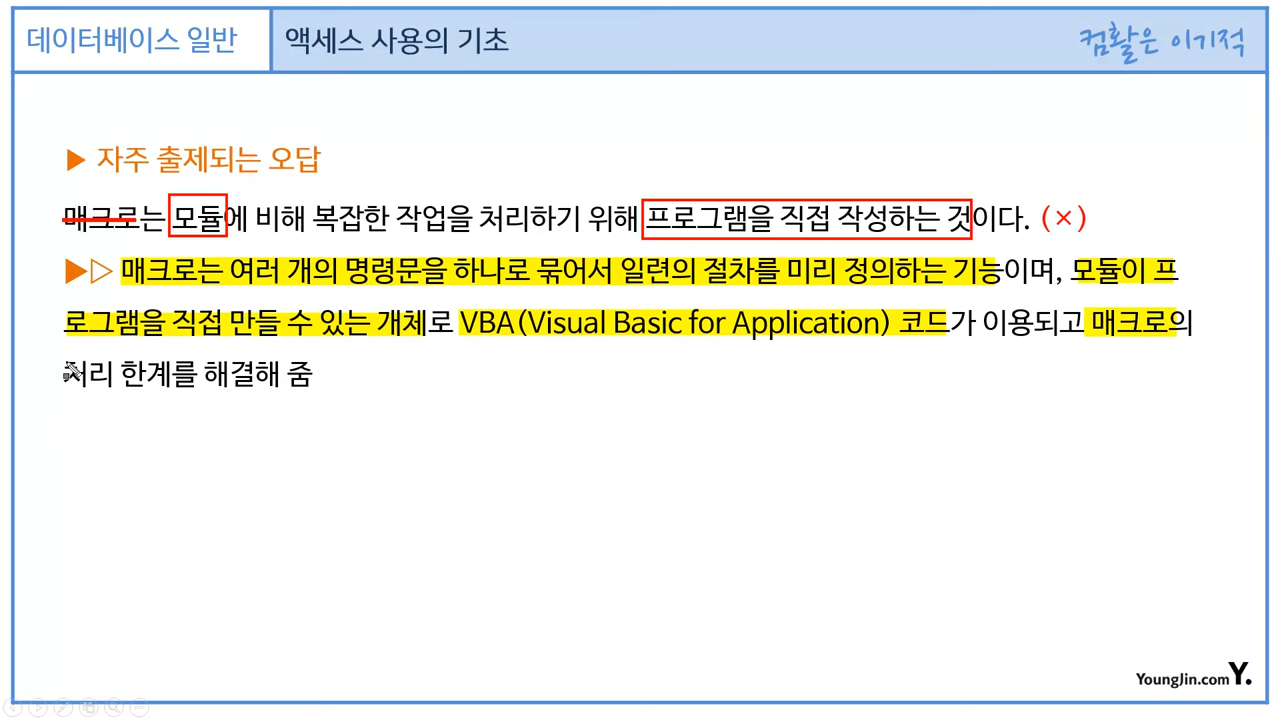 데이터베이스 일반
액세스 사용의 기초
컴활은 이기적
▶ 자주 출제되는 오답
매크로는 모듈에 비해 복잡한 작업을 처리하기 위해 프로그램을 직접 작성하는 것이다. (×)
▶▷ 매크로는 여러 개의 명령문을 하나로 묶어서 일련의 절차를 미리 정의하는 기능이며, 모듈이 프
로그램을 직접 만들 수 있는 개체로 VBA(Visual Basic for Application) 코드가 이용되고 매크로의
처리 한계를 해결해 줌
YoungJin.com Y.